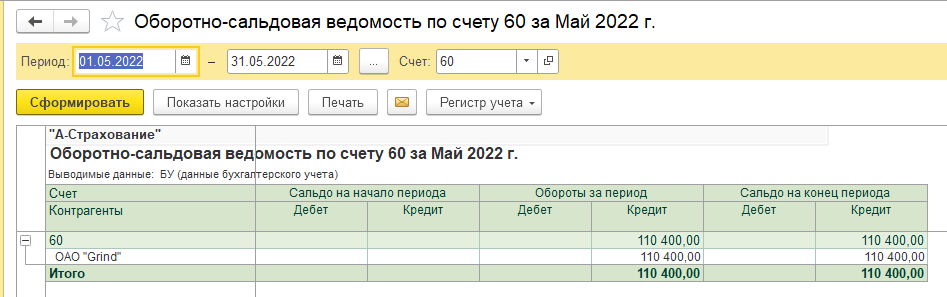 Оборотно-сальдовая ведомость по счету 60 за Май 2022 г.
Период: 01.05.2022 – 31.05.2022 ... Счет: 60
Сформировать Показать настройки Печать Регистр учета
"А-Страхование"
Оборотно-сальдовая ведомость по счету 60 за Май 2022 г.
Выводимые данные: БУ (данные бухгалтерского учета)
Счет Сальдо на начало периода Обороты за период Сальдо на конец периода
Контрагенты Дебет Кредит Дебет Кредит Дебет Кредит
60 110 400,00 110 400,00
ОАО "Grind" 110 400,00 110 400,00
Итого 110 400,00 110 400,00